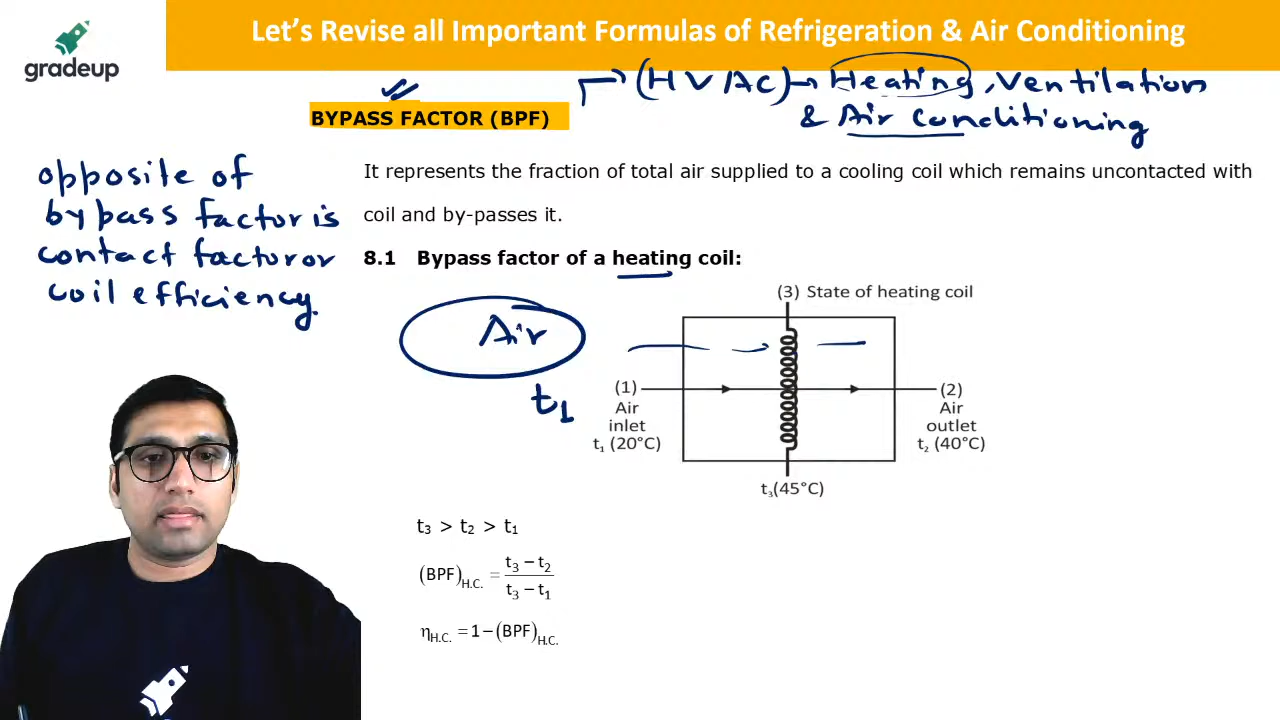 Let's Revise all Important Formulas of Refrigeration & Air Conditioning
gradeup
(HVAC) → Heating, Ventilation
& Air Conditioning
BYPASS FACTOR (BPF)
It represents the fraction of total air supplied to a cooling coil which remains uncontacted with
coil and by-passes it.
opposite of
bypass factor is
contact factor or
coil efficiency.
8.1 Bypass factor of a heating coil:
Air
t₁
(3) State of heating coil
(1)
Air
inlet
t₁ (20°C)
(2)
Air
outlet
t₂ (40°C)
t₃(45°C)
t₃ > t₂ > t₁
(BPF)H.C. = (t₃ – t₂) / (t₃ – t₁)
ηH.C. = 1 – (BPF)H.C.